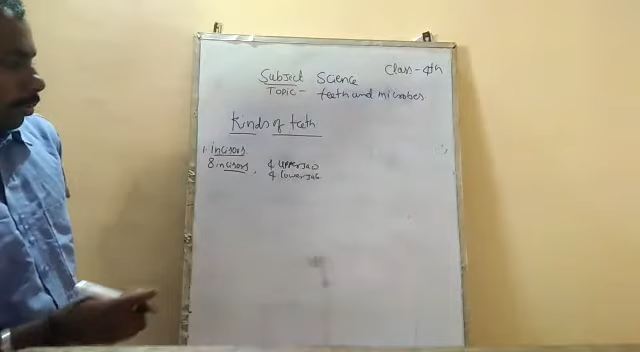 Subject Science Class - 4th
Topic - teeth and microbes
Kinds of teeth
1. Incisors
8 incisors, 4 upper jaw
4 lower jaw